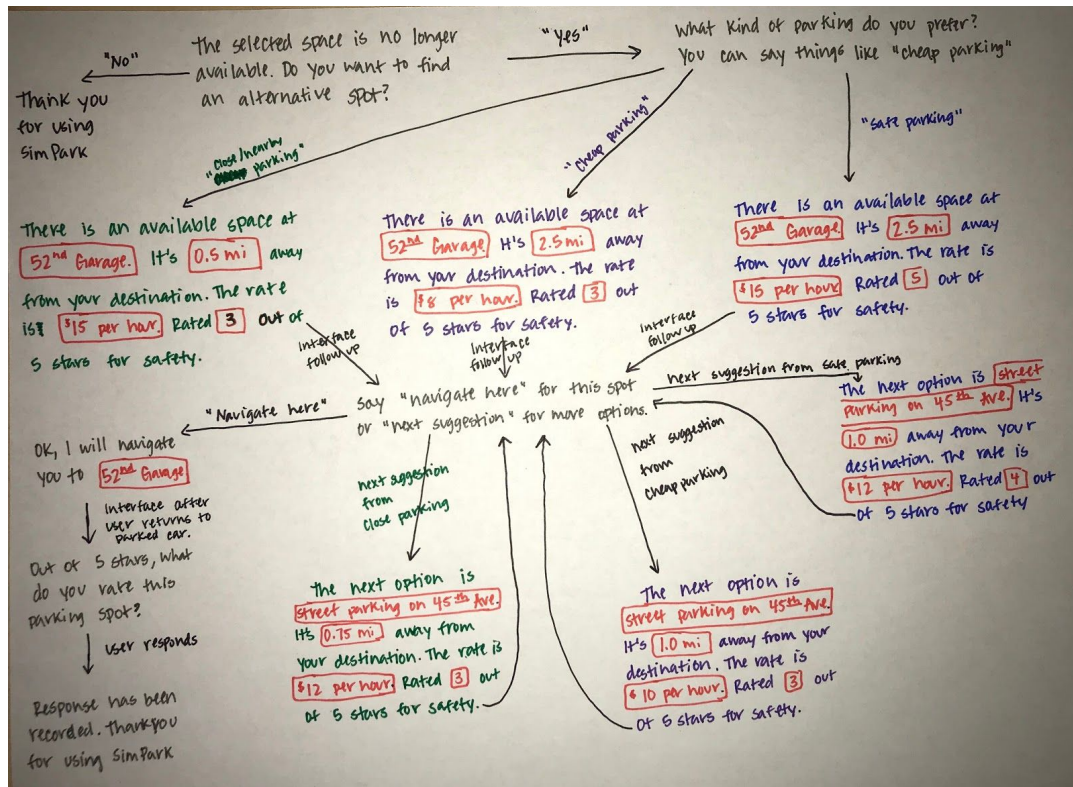 The selected space is no longer
available. Do you want to find
an alternative spot?
"No"
Thank you
for using
SimPark
"Yes"
What kind of parking do you prefer?
You can say things like "cheap parking"
"close/nearby
parking"
"Cheap parking"
"Safe parking"
There is an available space at
52nd Garage. It's 0.5 mi away
from your destination. The rate
is $15 per hour. Rated 3 out of
5 stars for safety.
There is an available space at
52nd Garage. It's 2.5 mi away
from your destination. The rate
is $8 per hour. Rated 3 out
of 5 stars for safety.
There is an available space at
52nd Garage. It's 2.5 mi away
from your destination. The rate is
$15 per hour. Rated 5 out of
5 stars for safety.
Interface
follow up
Interface
follow up
Interface
follow up
Say "navigate here" for this spot
or "next suggestion" for more options.
"Navigate here"
OK, I will navigate
you to 52nd Garage
Interface after
user returns to
parked car.
Out of 5 stars, what
do you rate this
parking spot?
user responds
Response has been
recorded. Thankyou
for using SimPark
next suggestion from safe parking
The next option is street
parking on 45th Ave. It's
1.0 mi away from your
destination. The rate is
$12 per hour. Rated 4 out
of 5 stars for safety
next suggestion
from
close parking
The next option is
street parking on 45th Ave.
It's 0.75 mi away from
your destination. The rate is
$12 per hour. Rated 3 out
of 5 stars for safety.
next suggestion
from
cheap parking
The next option is
street parking on 45th Ave.
It's 1.0 mi away from your
destination. The rate is
$10 per hour. Rated 3 out
of 5 stars for safety.